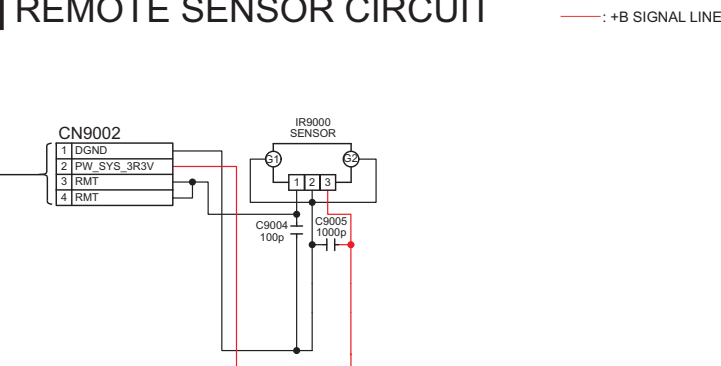 REMOTE SENSOR CIRCUIT
: +B SIGNAL LINE
CN9002
1 DGND
2 PW_SYS_3R3V
3 RMT
4 RMT
IR9000
SENSOR
G1
G2
1 2 3
C9004
100p
C9005
1000p